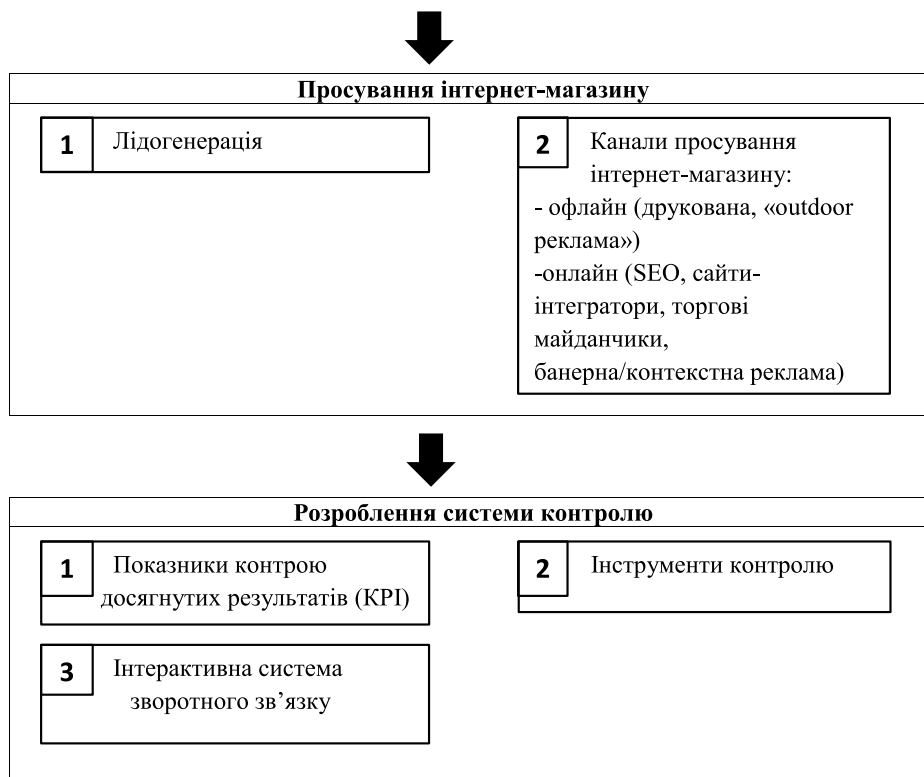 Просування інтернет-магазину
1 Лідогенерація
2 Канали просування
інтернет-магазину:
- офлайн (друкована, «outdoor
реклама»)
-онлайн (SEO, сайти-
інтегратори, торгові
майданчики,
банерна/контекстна реклама)
Розроблення системи контролю
1 Показники контрою
досягнутих результатів (КРІ)
2 Інструменти контролю
3 Інтерактивна система
зворотного зв’язку